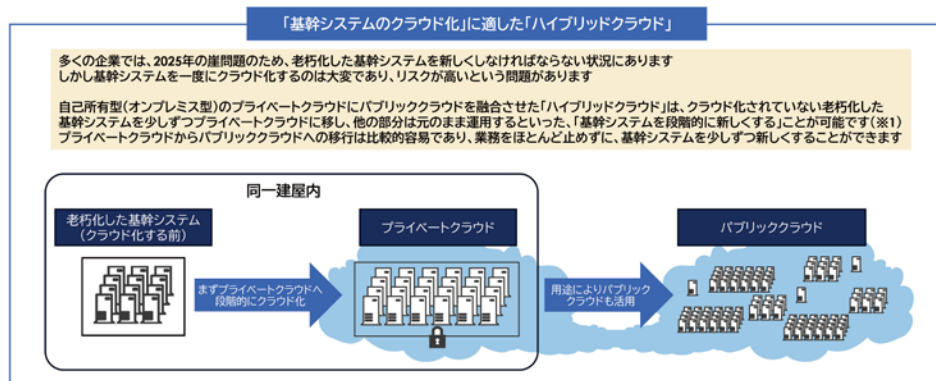 「基幹システムのクラウド化」に適した「ハイブリッドクラウド」
多くの企業では、2025年の崖問題のため、老朽化した基幹システムを新しくしなければならない状況にあります
しかし基幹システムを一度にクラウド化するのは大変であり、リスクが高いという問題があります
自己所有型(オンプレミス型)のプライベートクラウドにパブリッククラウドを融合させた「ハイブリッドクラウド」は、クラウド化されていない老朽化した
基幹システムを少しずつプライベートクラウドに移し、他の部分は元のまま運用するといった、「基幹システムを段階的に新しくする」ことが可能です(※1)
プライベートクラウドからパブリッククラウドへの移行は比較的容易であり、業務をほとんど止めずに、基幹システムを少しずつ新しくすることができます
同一建屋内
老朽化した基幹システム
(クラウド化する前)
プライベートクラウド
パブリッククラウド
まずプライベートクラウドへ
段階的にクラウド化
用途によりパブリック
クラウドも活用